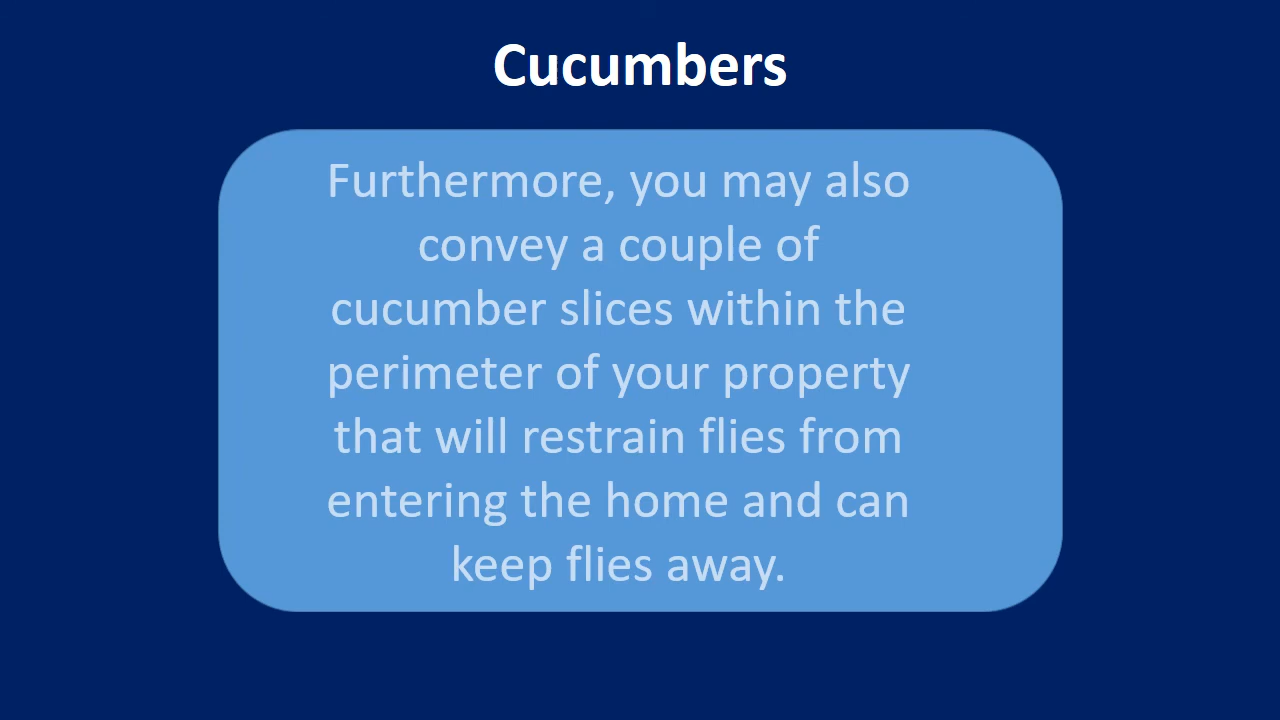 Cucumbers
Furthermore, you may also
convey a couple of
cucumber slices within the
perimeter of your property
that will restrain flies from
entering the home and can
keep flies away.